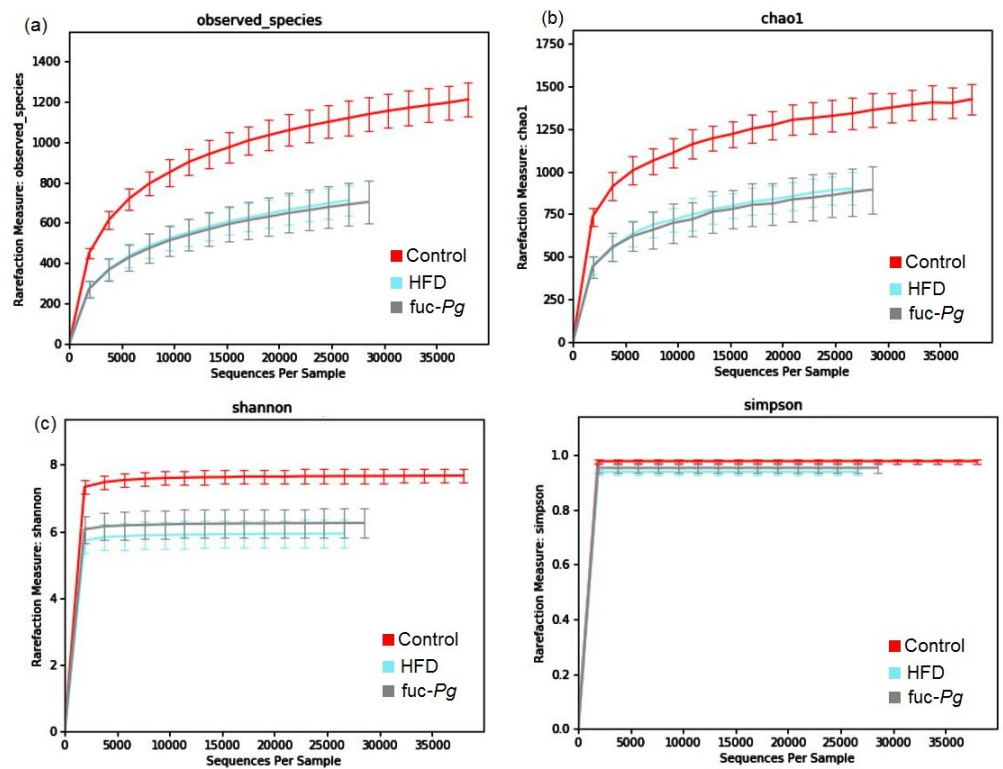 (a)
observed_species
Rarefaction Measure: observed_species
1400
1200
1000
800
600
400
200
0
0 5000 10000 15000 20000 25000 30000 35000
Sequences Per Sample
Control
HFD
fuc-Pg
(b)
chao1
Rarefaction Measure: chao1
1750
1500
1250
1000
750
500
250
0
0 5000 10000 15000 20000 25000 30000 35000
Sequences Per Sample
Control
HFD
fuc-Pg
(c)
shannon
Rarefaction Measure: shannon
8
6
4
2
0
0 5000 10000 15000 20000 25000 30000 35000
Sequences Per Sample
Control
HFD
fuc-Pg
simpson
Rarefaction Measure: simpson
1.0
0.8
0.6
0.4
0.2
0.0
0 5000 10000 15000 20000 25000 30000 35000
Sequences Per Sample
Control
HFD
fuc-Pg